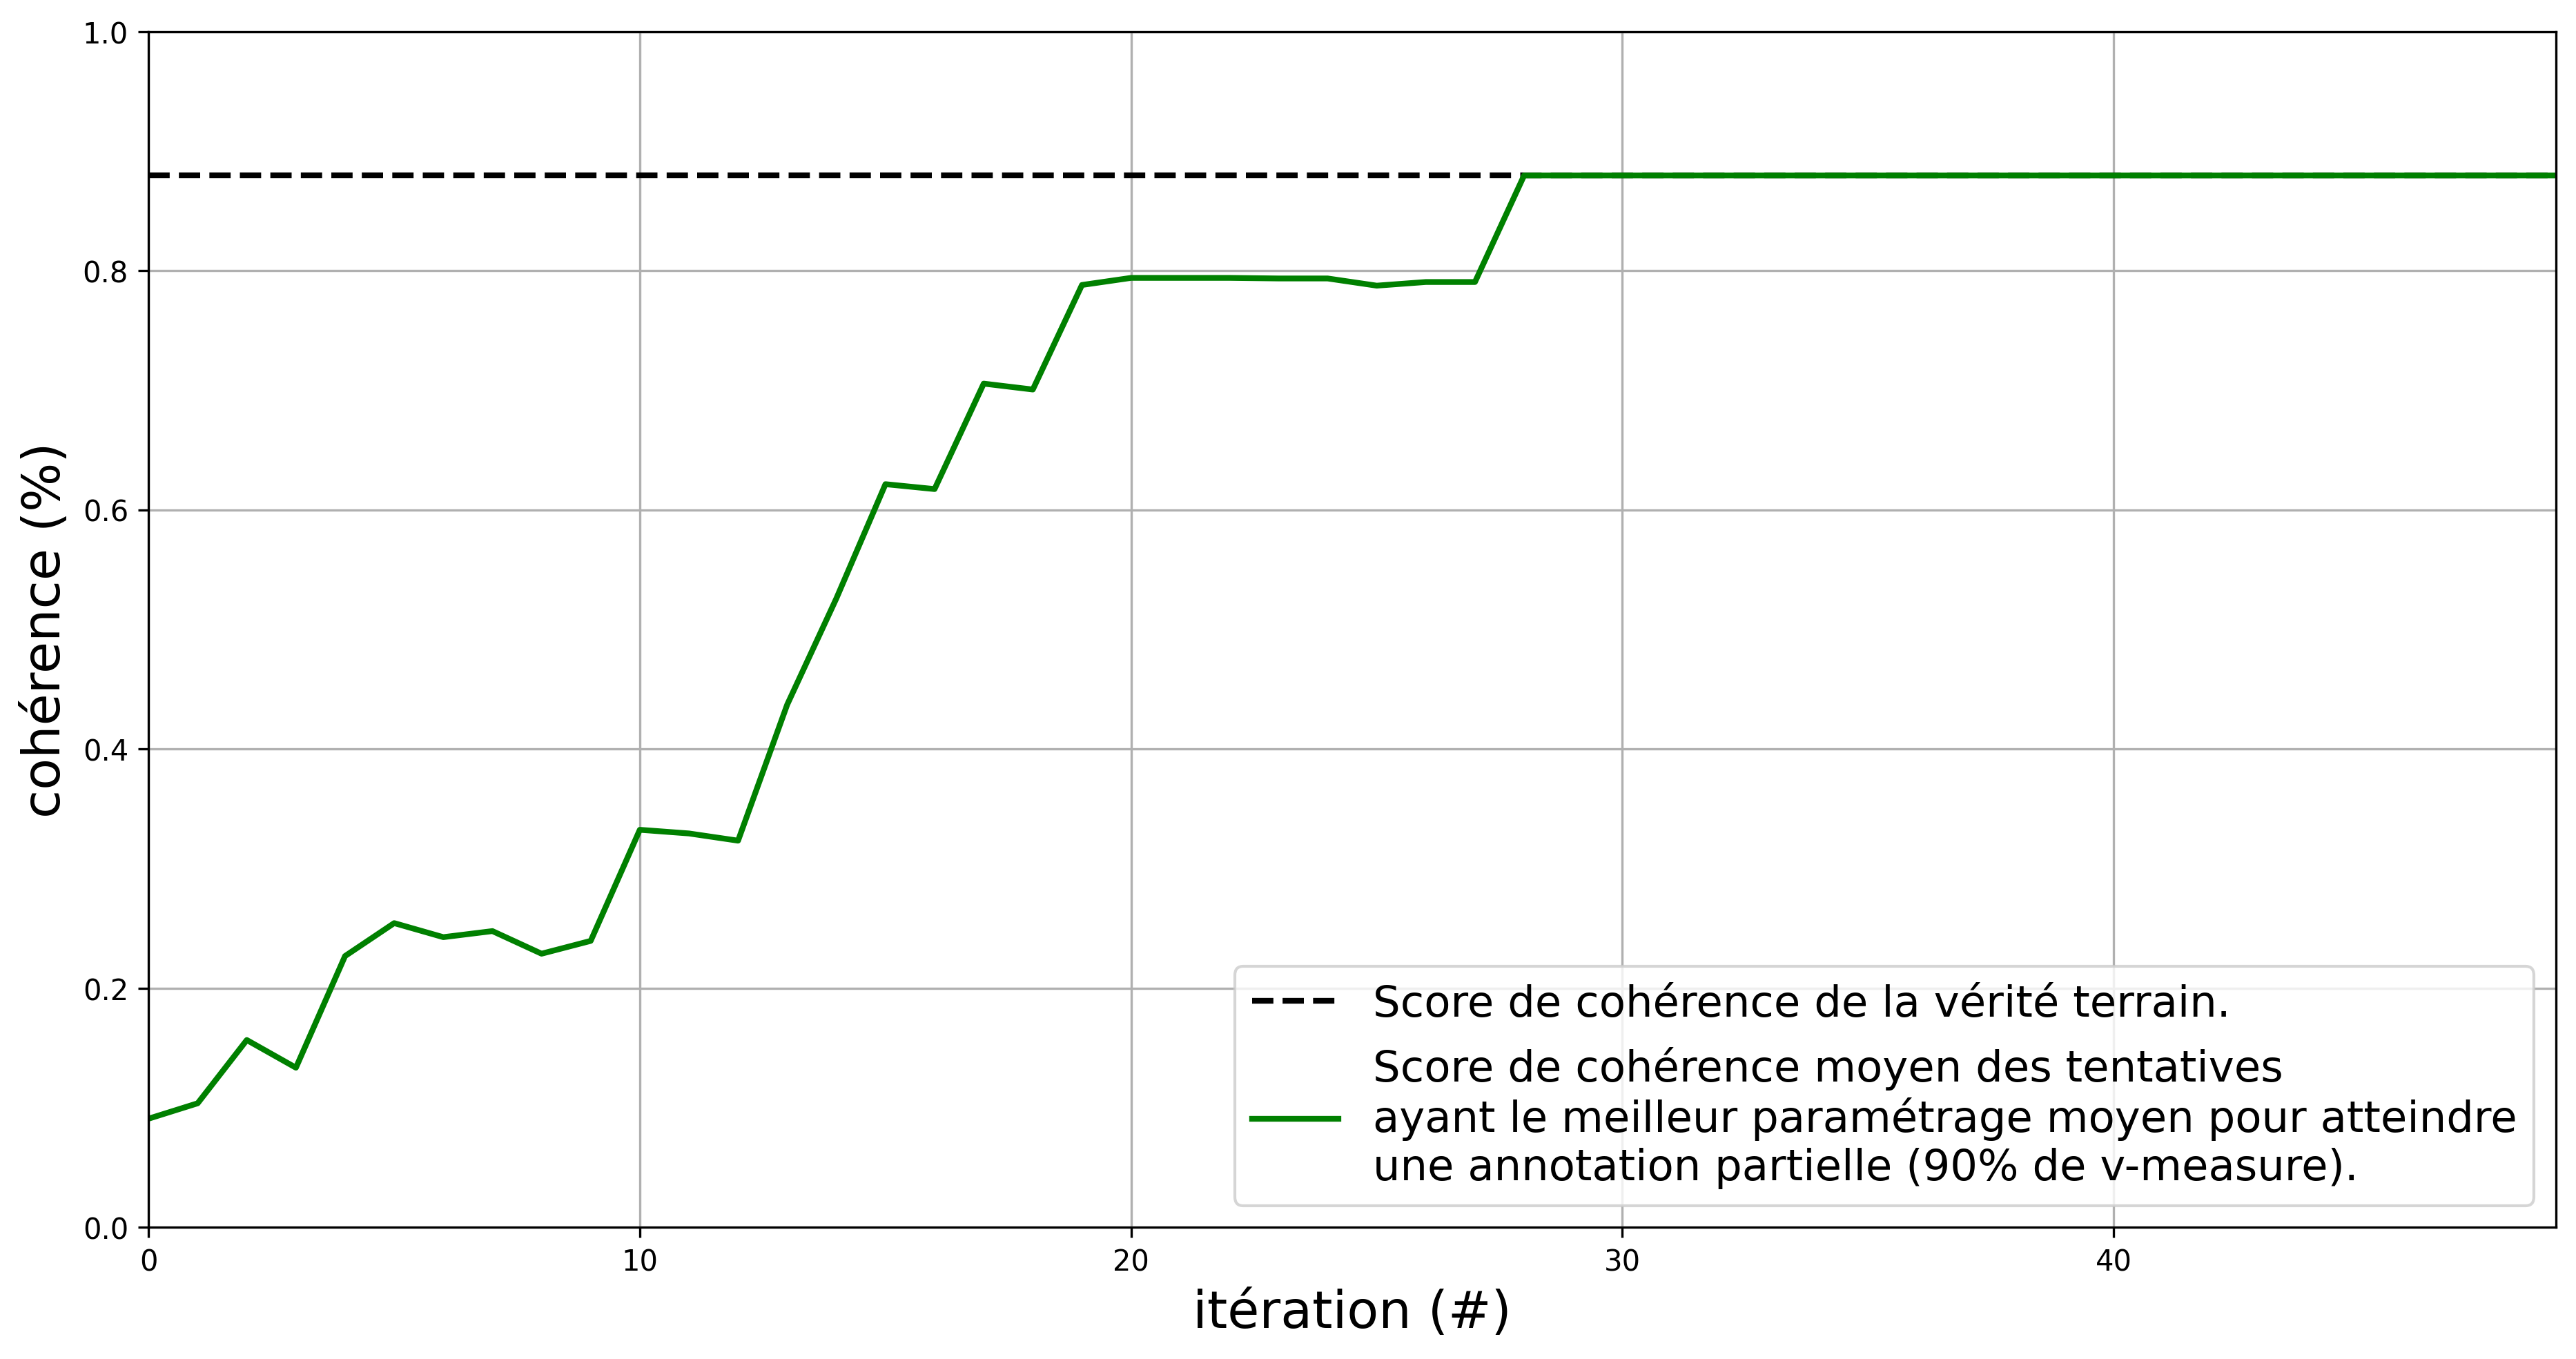 1.0
0.8
0.6
0.4
0.2
0.0
cohérence (%)
0
10
20
30
40
itération (#)
Score de cohérence de la vérité terrain.
Score de cohérence moyen des tentatives
ayant le meilleur paramétrage moyen pour atteindre
une annotation partielle (90% de v-measure).